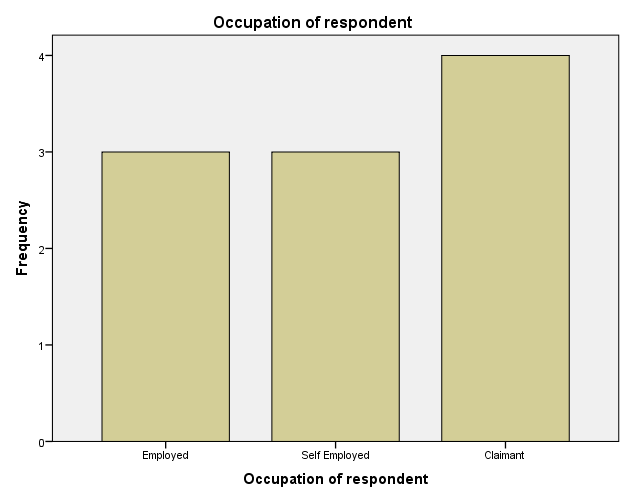 Occupation of respondent
4
3
2
1
0
Frequency
Employed
Self Employed
Claimant
Occupation of respondent